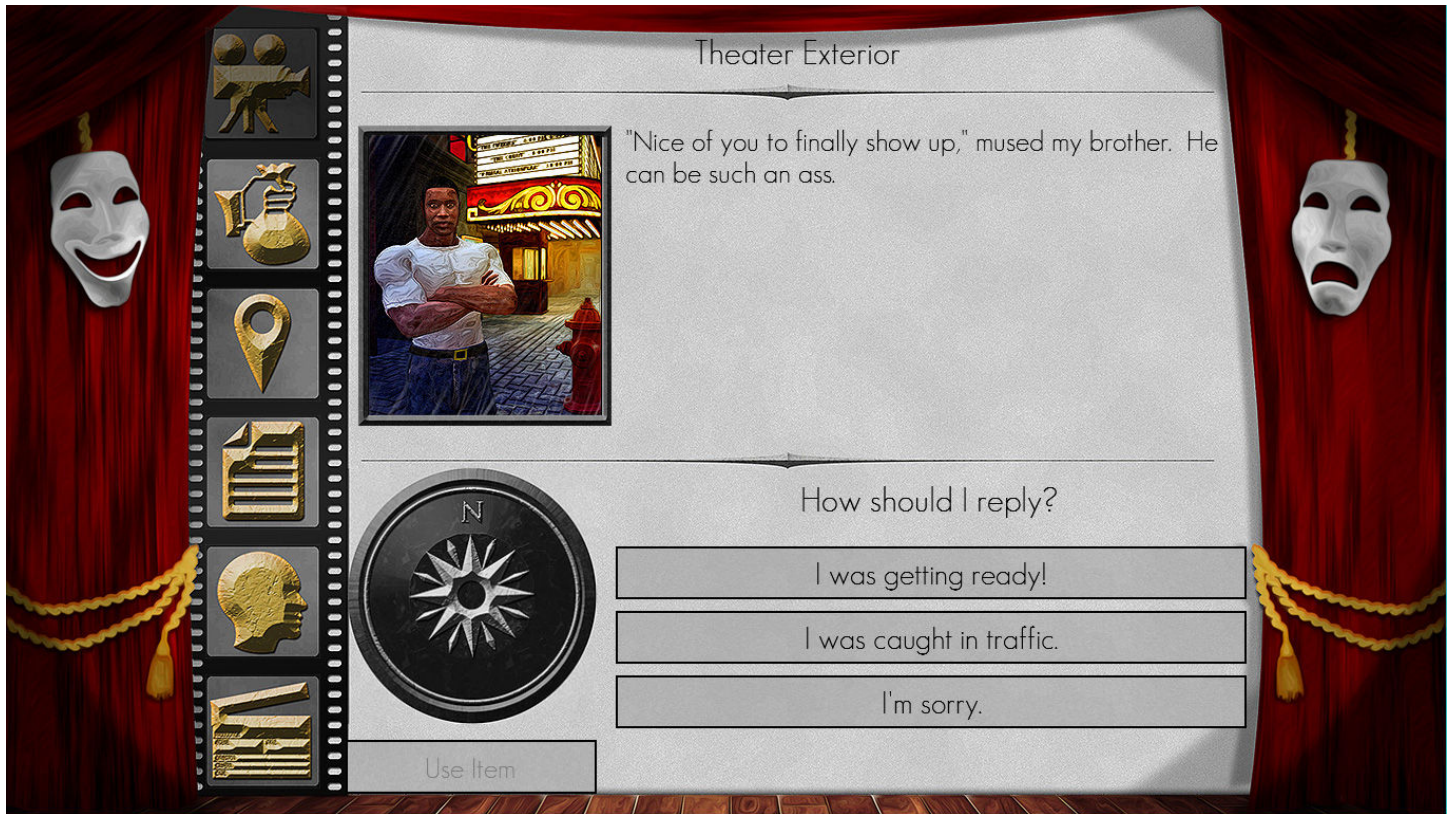 Theater Exterior
"Nice of you to finally show up," mused my brother.  He
can be such an ass.
N
How should I reply?
I was getting ready!
I was caught in traffic.
I'm sorry.
Use Item